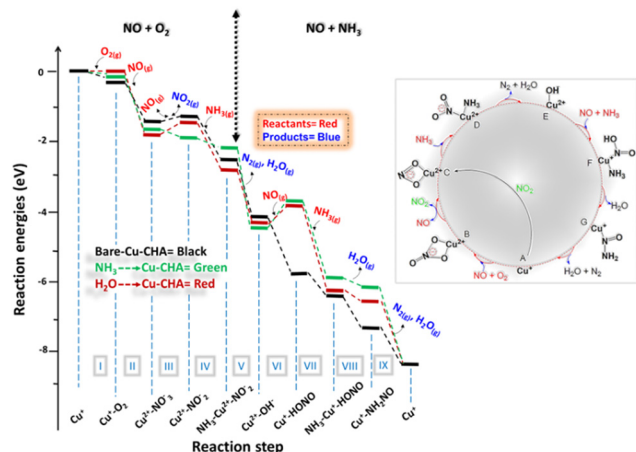 NO + O₂
NO + NH₃
O₂(g)
NO(g)
NO(g)
NO₂(g)
NH₃(g)
Reactants= Red
Products= Blue
N₂(g), H₂O(g)
NO(g)
NH₃(g)
H₂O(g)
N₂(g), H₂O(g)
Bare-Cu-CHA= Black
NH₃ Cu-CHA= Green
H₂O Cu-CHA= Red
Reaction energies (eV)
0
-2
-4
-6
-8
I II III IV V VI VII VIII IX
Cu⁺
Cu⁺-O₂
Cu²⁺-NO⁻₃
Cu²⁺-NO⁻₂
NH₃-Cu²⁺-NO⁻₂
Cu²⁺-OH⁻
Cu⁺-HONO
NH₃-Cu⁺-HONO
Cu⁺-NH₂NO
Cu⁺
Reaction step
N₂ + H₂O
OH
Cu²⁺
E
NO + NH₃
NO
NH₃
Cu²⁺
D
NH₃
F
Cu⁺
N
O
OH
NH₃
N
O
O
Cu²⁺
C
NO₂
NO₂
NO
H₂O
G
Cu⁺
N
O
NH₂
B
N
O
O
Cu²⁺
A
Cu⁺
NO + O₂
H₂O + N₂